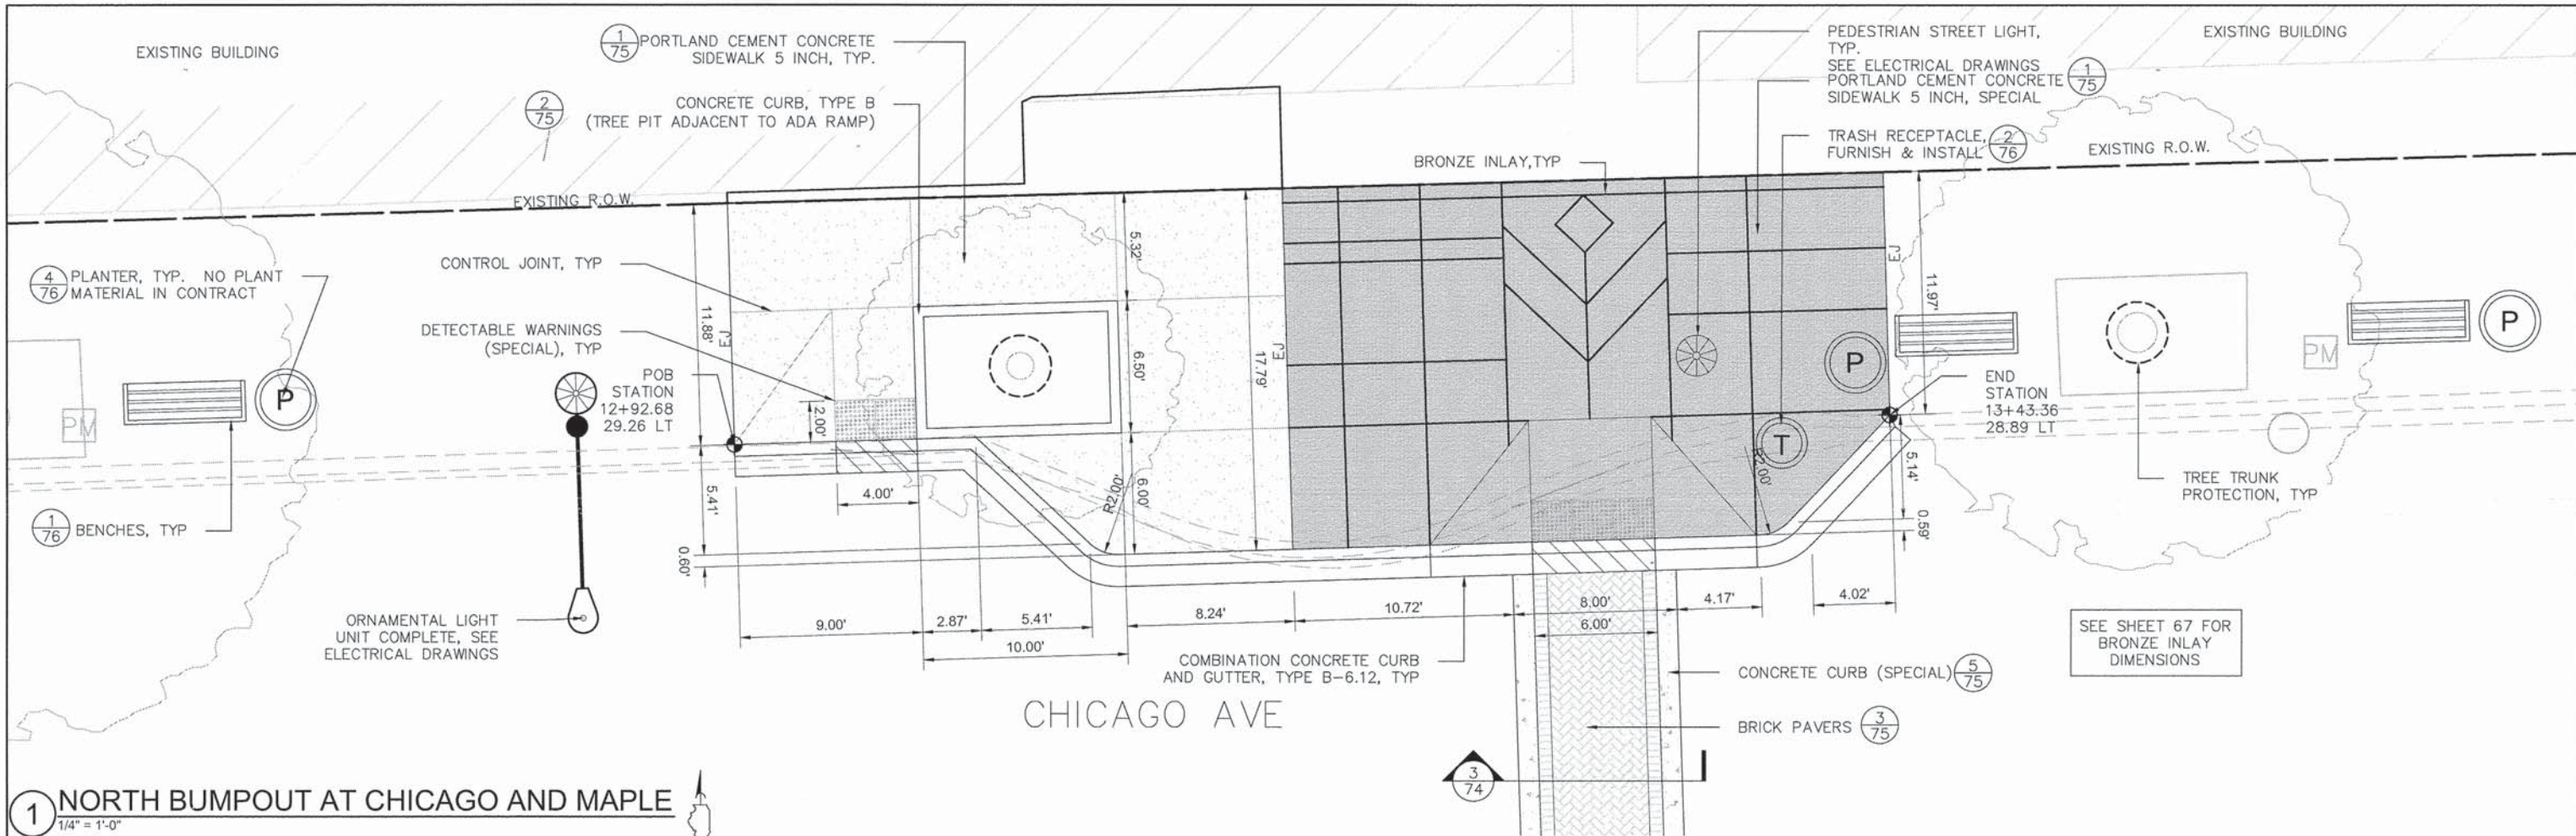 EXISTING BUILDING
1
75
PORTLAND CEMENT CONCRETE
SIDEWALK 5 INCH, TYP.
2
75
CONCRETE CURB, TYPE B
(TREE PIT ADJACENT TO ADA RAMP)
PEDESTRIAN STREET LIGHT,
TYP.
SEE ELECTRICAL DRAWINGS
PORTLAND CEMENT CONCRETE
SIDEWALK 5 INCH, SPECIAL
1
75
EXISTING BUILDING
TRASH RECEPTACLE,
FURNISH & INSTALL
2
76
EXISTING R.O.W.
BRONZE INLAY,TYP
EXISTING R.O.W.
4
76
PLANTER, TYP. NO PLANT
MATERIAL IN CONTRACT
CONTROL JOINT, TYP
DETECTABLE WARNINGS
(SPECIAL), TYP
POB
STATION
12+92.68
29.26 LT
11.88'
EJ
5.32'
6.50'
17.79'
EJ
EJ
11.97'
2.00'
P
PM
P
T
P
PM
END
STATION
13+43.36
28.89 LT
1
76
BENCHES, TYP
4.00'
5.41'
0.60'
R2.00'
6.00'
R2.00'
5.14'
0.59'
TREE TRUNK
PROTECTION, TYP
ORNAMENTAL LIGHT
UNIT COMPLETE, SEE
ELECTRICAL DRAWINGS
9.00'
2.87'
5.41'
10.00'
8.24'
10.72'
8.00'
6.00'
4.17'
4.02'
COMBINATION CONCRETE CURB
AND GUTTER, TYPE B-6.12, TYP
SEE SHEET 67 FOR
BRONZE INLAY
DIMENSIONS
CONCRETE CURB (SPECIAL)
5
75
CHICAGO AVE
BRICK PAVERS
3
75
3
74
1
NORTH BUMPOUT AT CHICAGO AND MAPLE
1/4" = 1'-0"